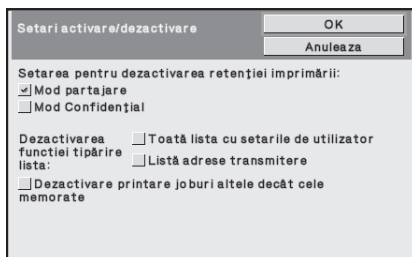 Setari activare/dezactivare
OK
Anuleaza
Setarea pentru dezactivarea retenției imprimării:
Mod partajare
Mod Confidențial
Dezactivarea
functiei tipărire
lista:
Toată lista cu setarile de utilizator
Listă adrese transmitere
Dezactivare printare joburi altele decât cele
memorate